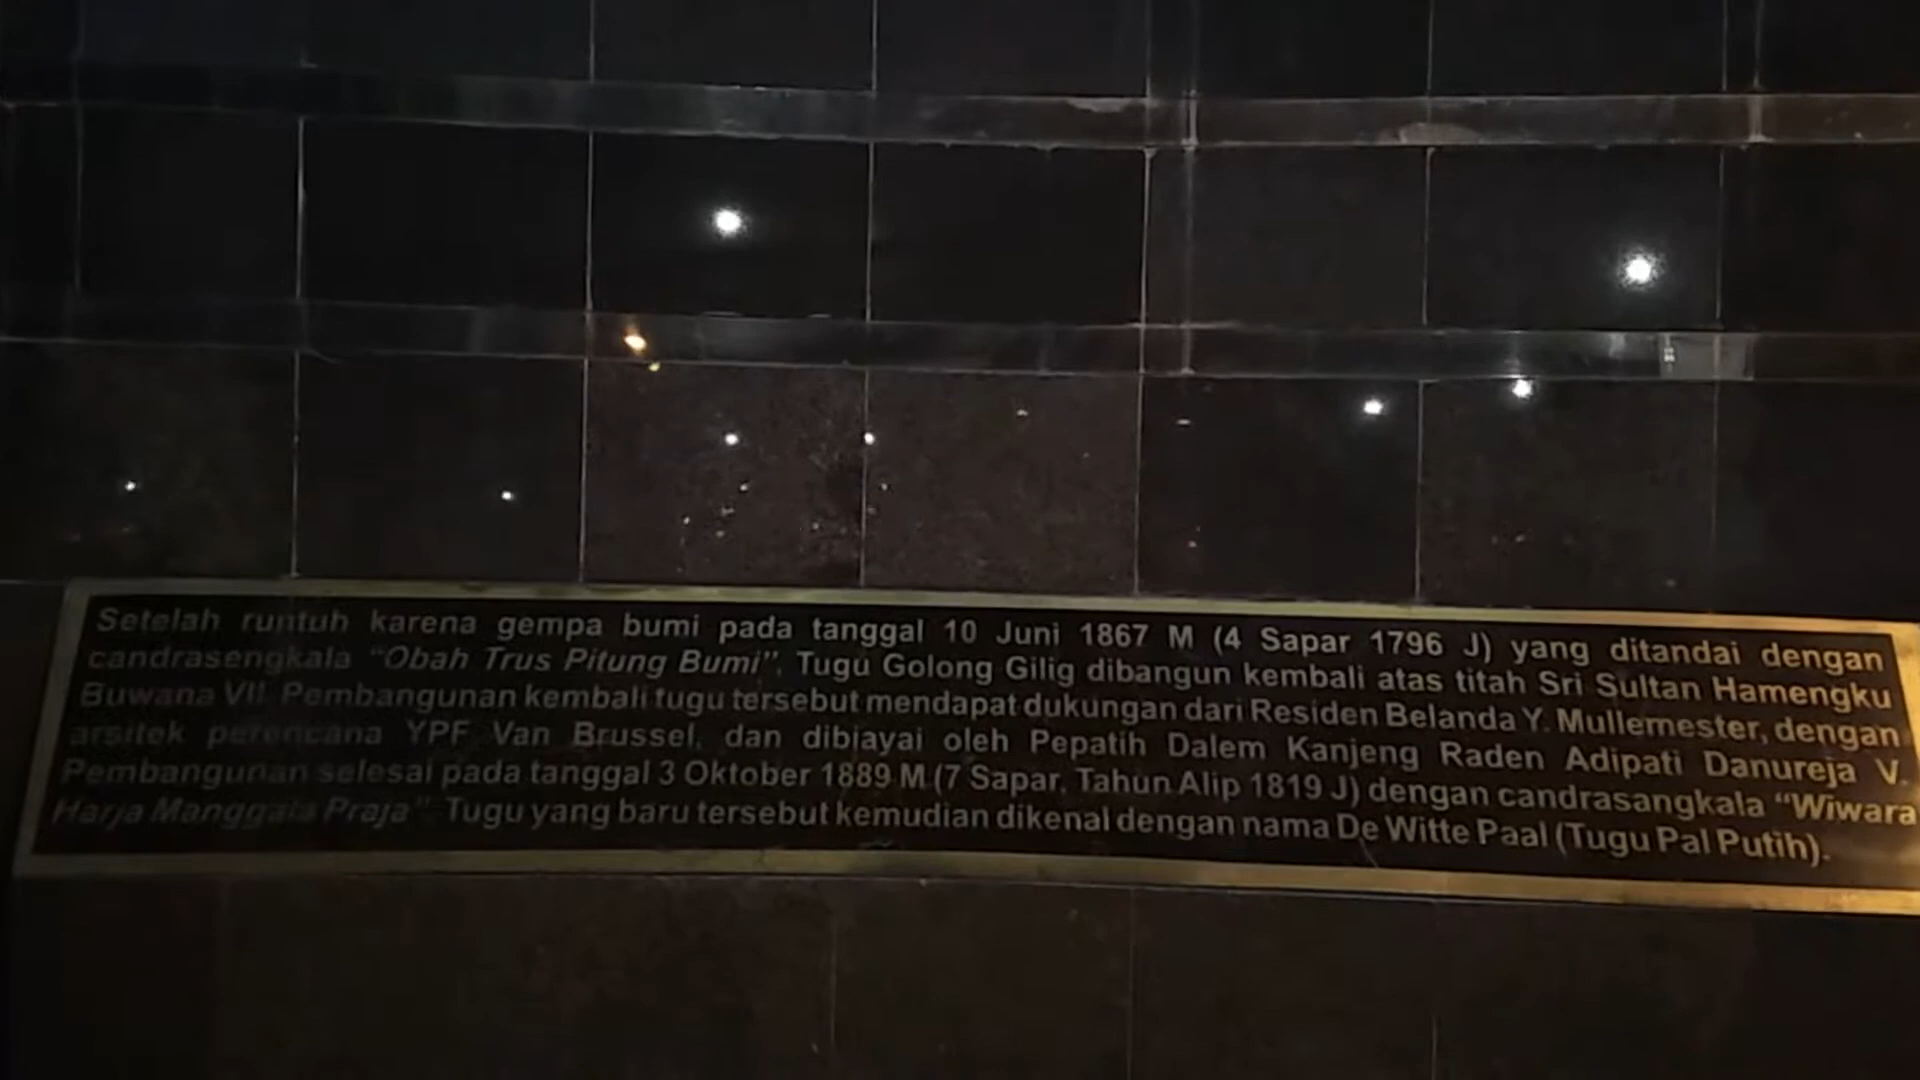 Setelah runtuh karena gempa bumi pada tanggal 10 Juni 1867 M (4 Sapar 1796 J) yang ditandai dengan
candrasengkala "Obah Trus Pitung Bumi". Tugu Golong Gilig dibangun kembali atas titah Sri Sultan Hamengku
Buwana VII. Pembangunan kembali tugu tersebut mendapat dukungan dari Residen Belanda Y. Mullemester, dengan
arsitek perencana YPF Van Brussel, dan dibiayai oleh Pepatih Dalem Kanjeng Raden Adipati Danureja V.
Pembangunan selesai pada tanggal 3 Oktober 1889 M (7 Sapar, Tahun Alip 1819 J) dengan candrasangkala "Wiwara
Harja Manggala Praja". Tugu yang baru tersebut kemudian dikenal dengan nama De Witte Paal (Tugu Pal Putih).